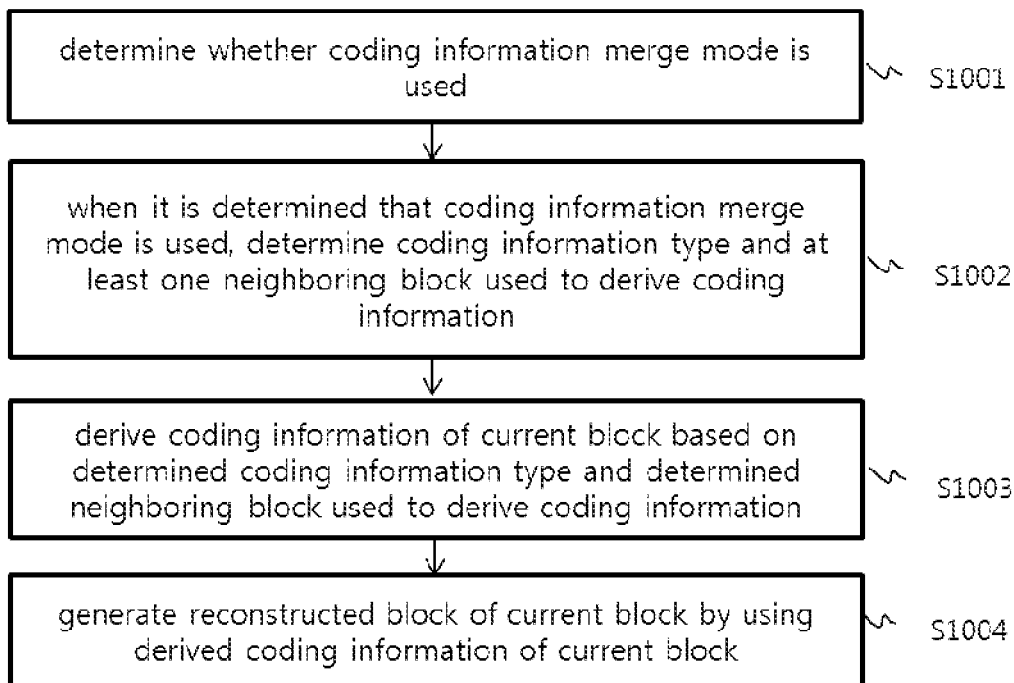 determine whether coding information merge mode is
used
S1001
when it is determined that coding information merge
mode is used, determine coding information type and at
least one neighboring block used to derive coding
information
S1002
derive coding information of current block based on
determined coding information type and determined
neighboring block used to derive coding information
S1003
generate reconstructed block of current block by using
derived coding information of current block
S1004